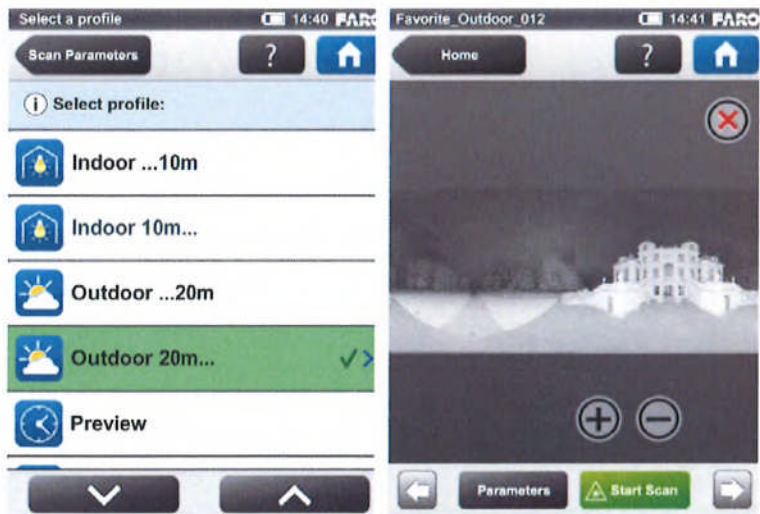 Select a profile 14:40 FARO
Scan Parameters ?
i Select profile:
Indoor ...10m
Indoor 10m...
Outdoor ...20m
Outdoor 20m...
Preview
Favorite_Outdoor_012 14:41 FARO
Home ?
Parameters Start Scan